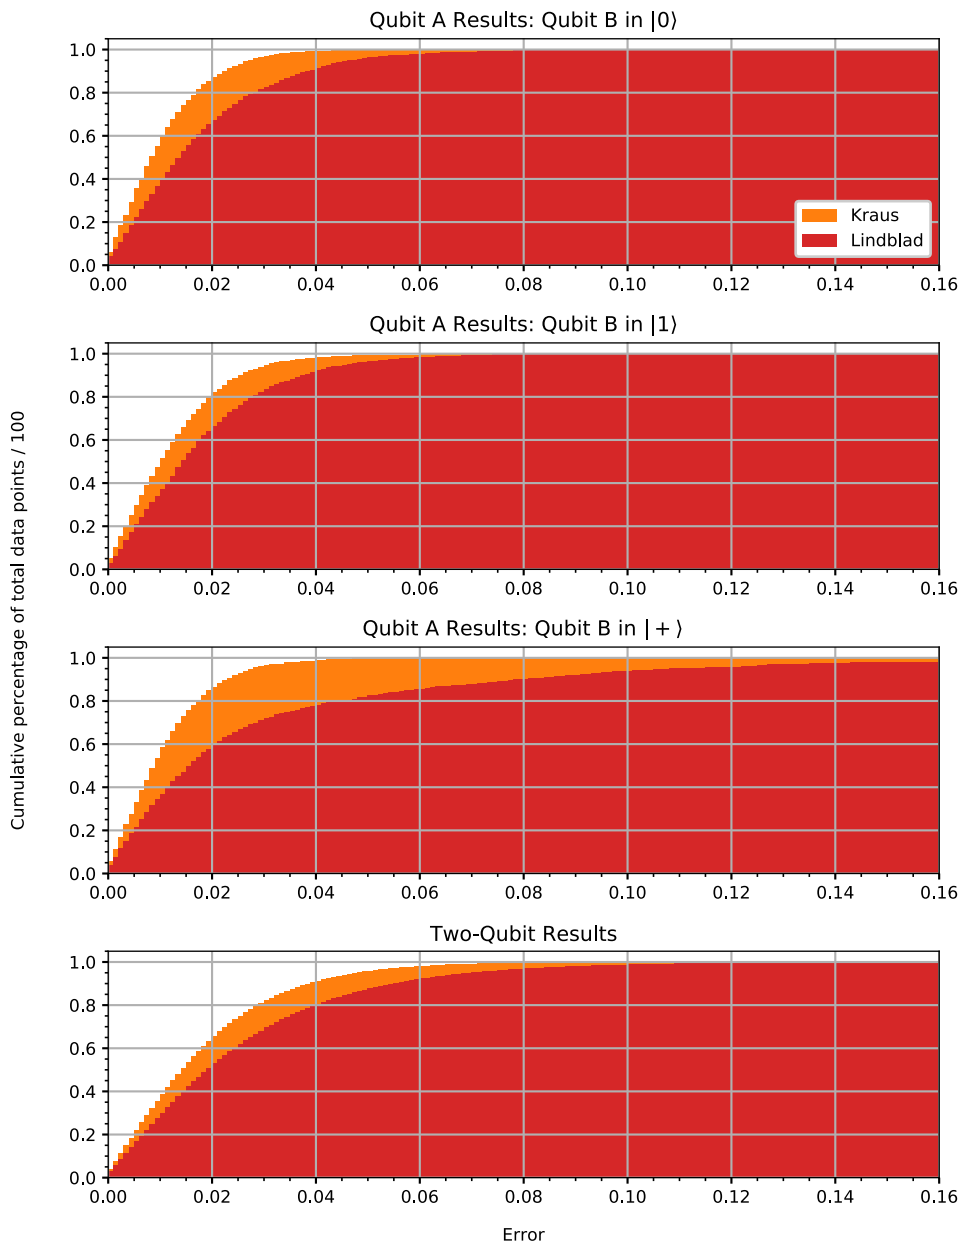 Qubit A Results: Qubit B in |0⟩
1.0
0.8
0.6
0.4
0.2
0.0
Kraus
Lindblad
0.00 0.02 0.04 0.06 0.08 0.10 0.12 0.14 0.16
Qubit A Results: Qubit B in |1⟩
1.0
0.8
0.6
0.4
0.2
0.0
0.00 0.02 0.04 0.06 0.08 0.10 0.12 0.14 0.16
Cumulative percentage of total data points / 100
Qubit A Results: Qubit B in |+⟩
1.0
0.8
0.6
0.4
0.2
0.0
0.00 0.02 0.04 0.06 0.08 0.10 0.12 0.14 0.16
Two-Qubit Results
1.0
0.8
0.6
0.4
0.2
0.0
0.00 0.02 0.04 0.06 0.08 0.10 0.12 0.14 0.16
Error